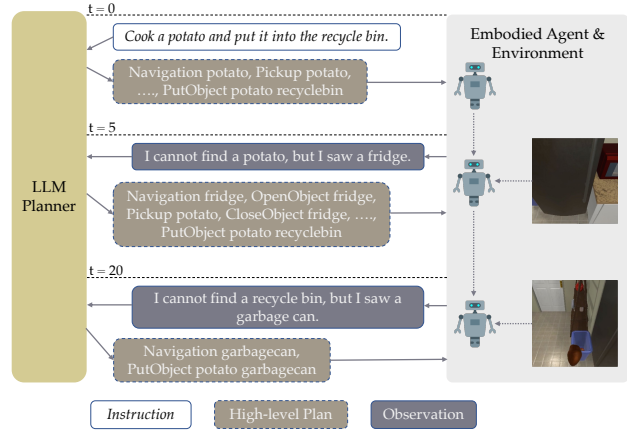 t = 0
Cook a potato and put it into the recycle bin.
Embodied Agent &
Environment
Navigation potato, Pickup potato,
…., PutObject potato recyclebin
t = 5
I cannot find a potato, but I saw a fridge.
LLM
Planner
Navigation fridge, OpenObject fridge,
Pickup potato, CloseObject fridge, ….,
PutObject potato recyclebin
t = 20
I cannot find a recycle bin, but I saw a
garbage can.
Navigation garbagecan,
PutObject potato garbagecan
Instruction
High-level Plan
Observation